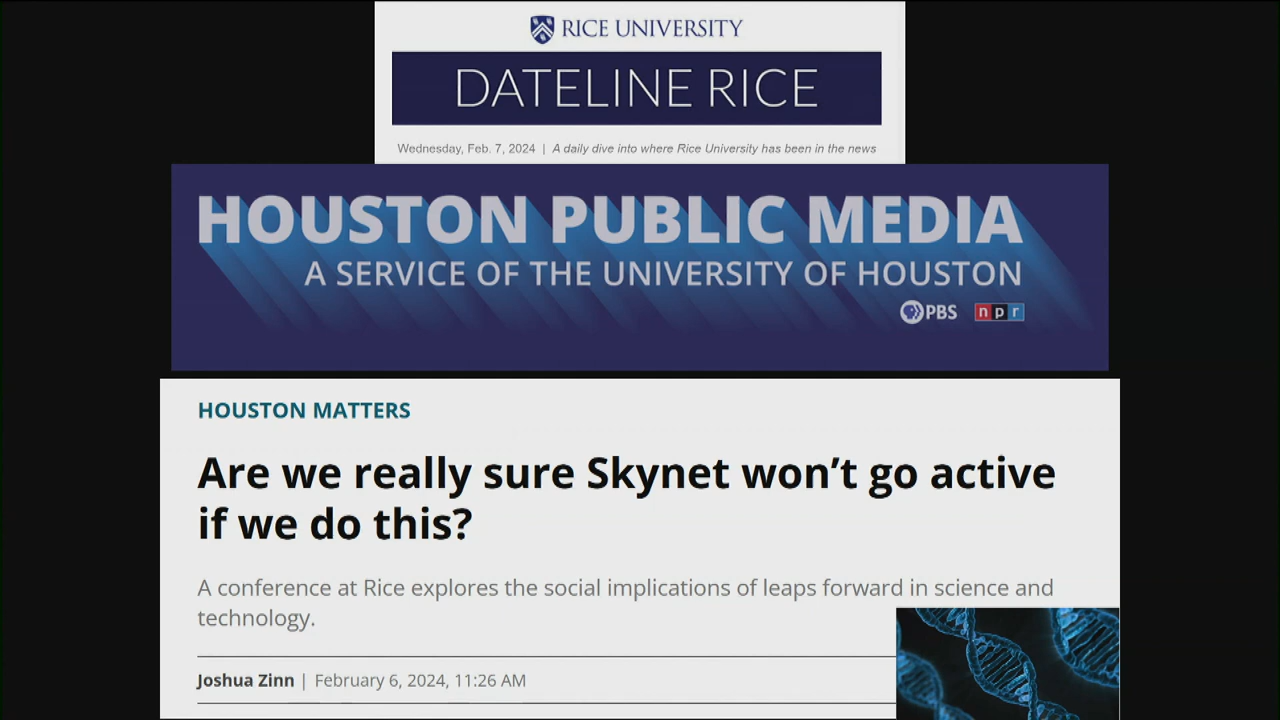 RICE UNIVERSITY
DATELINE RICE
Wednesday, Feb. 7, 2024 | A daily dive into where Rice University has been in the news
HOUSTON PUBLIC MEDIA
A SERVICE OF THE UNIVERSITY OF HOUSTON
PBS npr
HOUSTON MATTERS
Are we really sure Skynet won’t go active
if we do this?
A conference at Rice explores the social implications of leaps forward in science and
technology.
Joshua Zinn | February 6, 2024, 11:26 AM